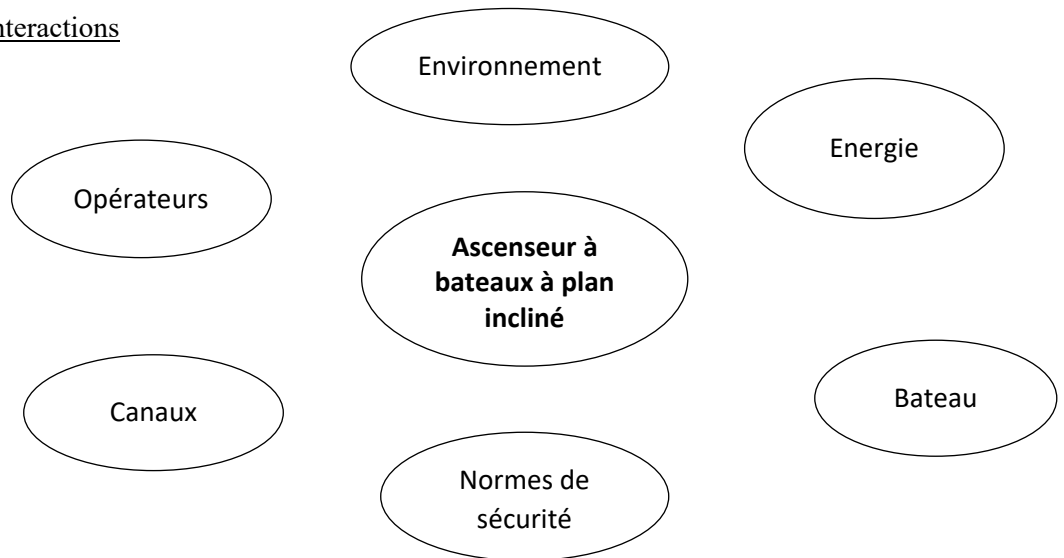 nteractions
Environnement
Energie
Opérateurs
Ascenseur à
bateaux à plan
incliné
Canaux
Bateau
Normes de
sécurité